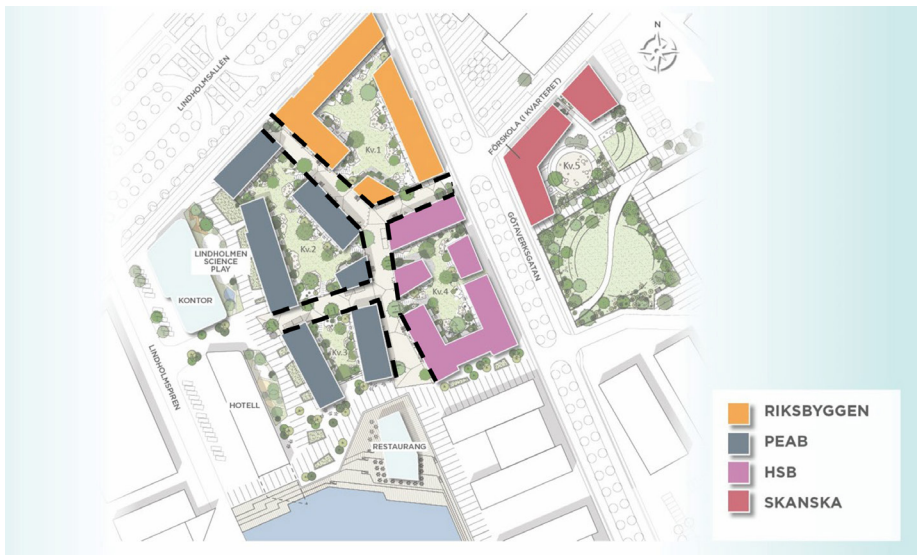 N
LINDHOLMSALLÉN
FÖRSKOLA (I KVARTERET)
Kv.1
Kv.5
GÖTAVERKSGATAN
Kv.2
LINDHOLMEN
SCIENCE
PLAY
KONTOR
Kv.4
LINDHOLMSPIREN
Kv.3
HOTELL
RESTAURANG
RIKSBYGGEN
PEAB
HSB
SKANSKA